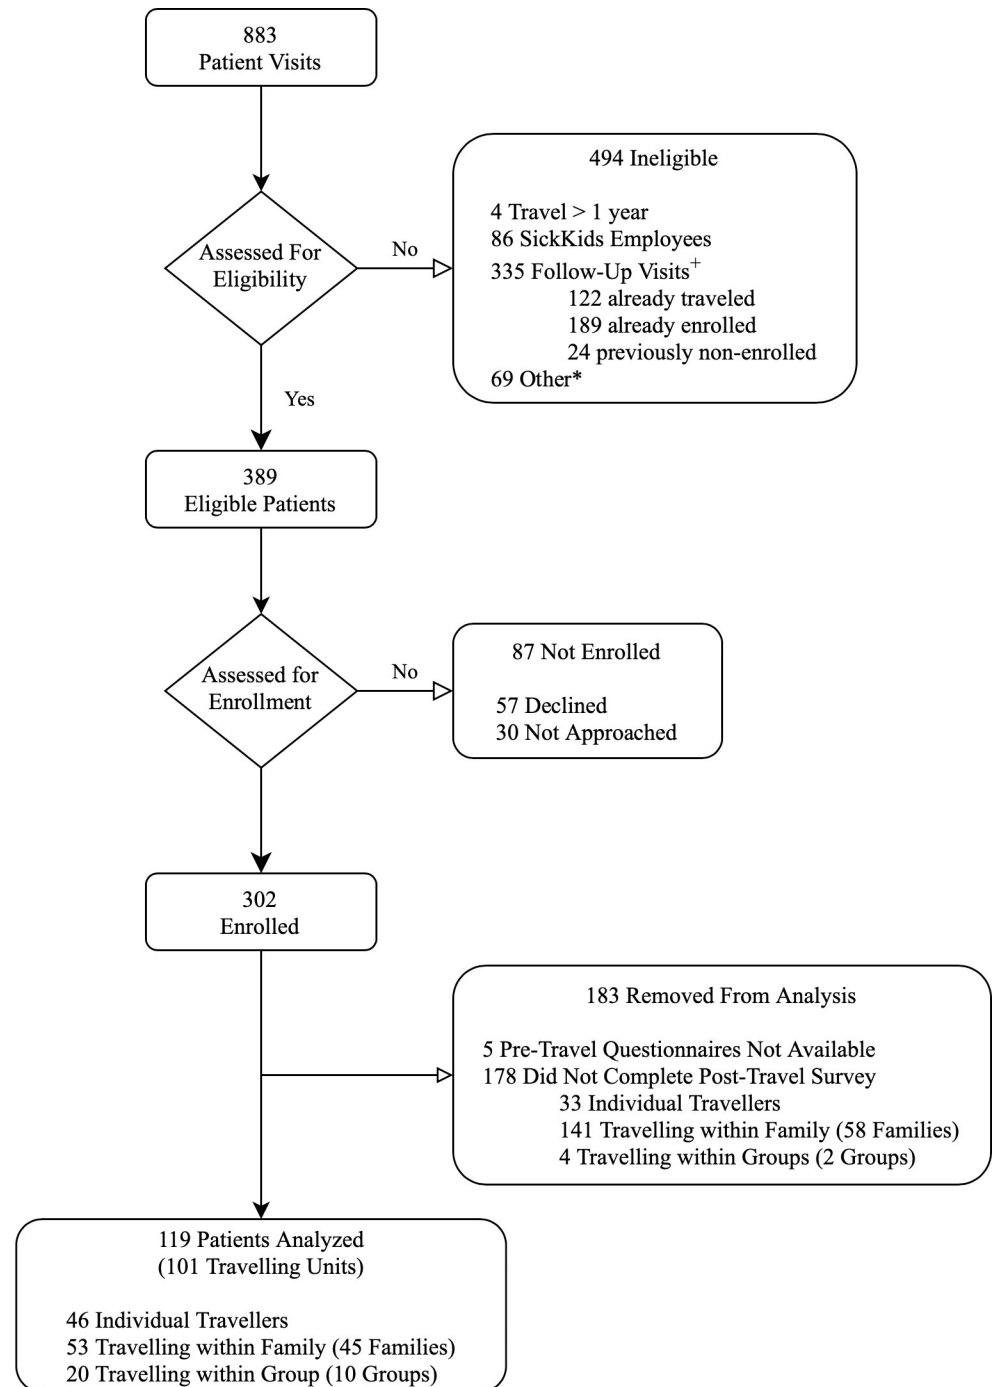 883
Patient Visits
494 Ineligible
4 Travel > 1 year
86 SickKids Employees
335 Follow-Up Visits+
122 already traveled
189 already enrolled
24 previously non-enrolled
69 Other*
Assessed For
Eligibility
No
Yes
389
Eligible Patients
Assessed for
Enrollment
No
87 Not Enrolled
57 Declined
30 Not Approached
302
Enrolled
183 Removed From Analysis
5 Pre-Travel Questionnaires Not Available
178 Did Not Complete Post-Travel Survey
33 Individual Travellers
141 Travelling within Family (58 Families)
4 Travelling within Groups (2 Groups)
119 Patients Analyzed
(101 Travelling Units)
46 Individual Travellers
53 Travelling within Family (45 Families)
20 Travelling within Group (10 Groups)